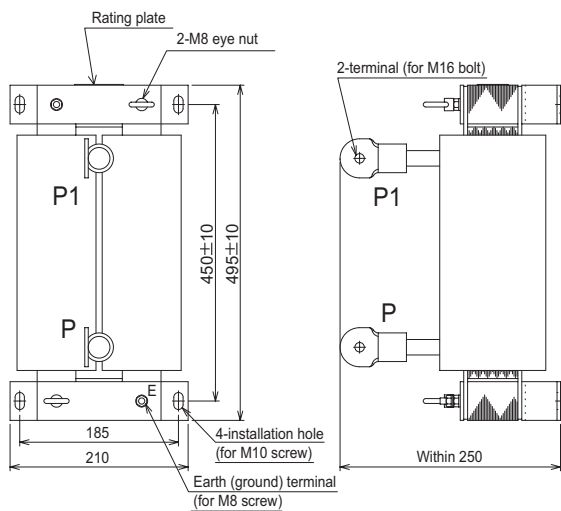 Rating plate
2-M8 eye nut
2-terminal (for M16 bolt)
P1
P1
450±10
495±10
P
P
E
185
210
4-installation hole
(for M10 screw)
Within 250
Earth (ground) terminal
(for M8 screw)